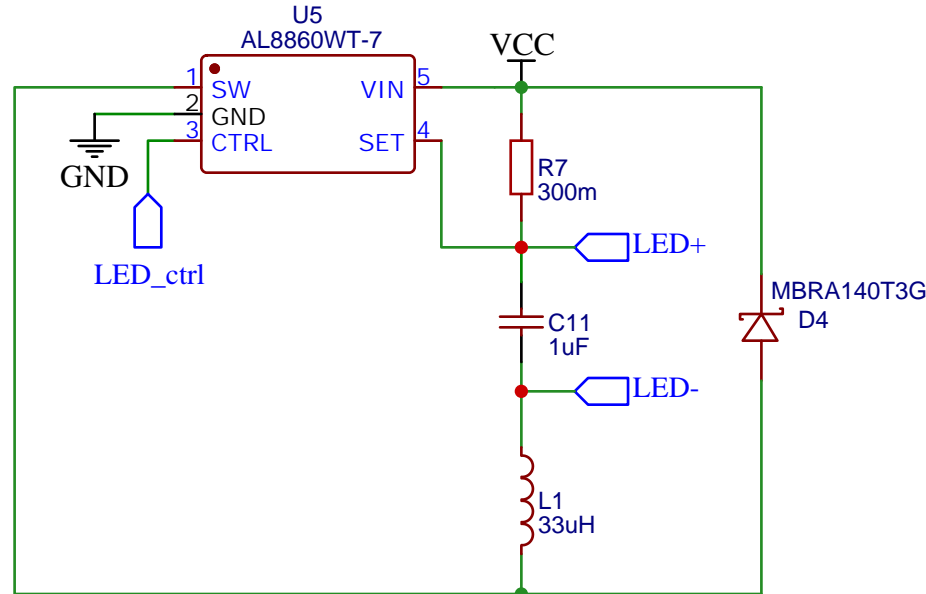 U5
AL8860WT-7
VCC
1
SW
VIN
5
2
GND
3
CTRL
SET
4
GND
R7
300m
LED_ctrl
LED+
MBRA140T3G
D4
C11
1uF
LED-
L1
33uH